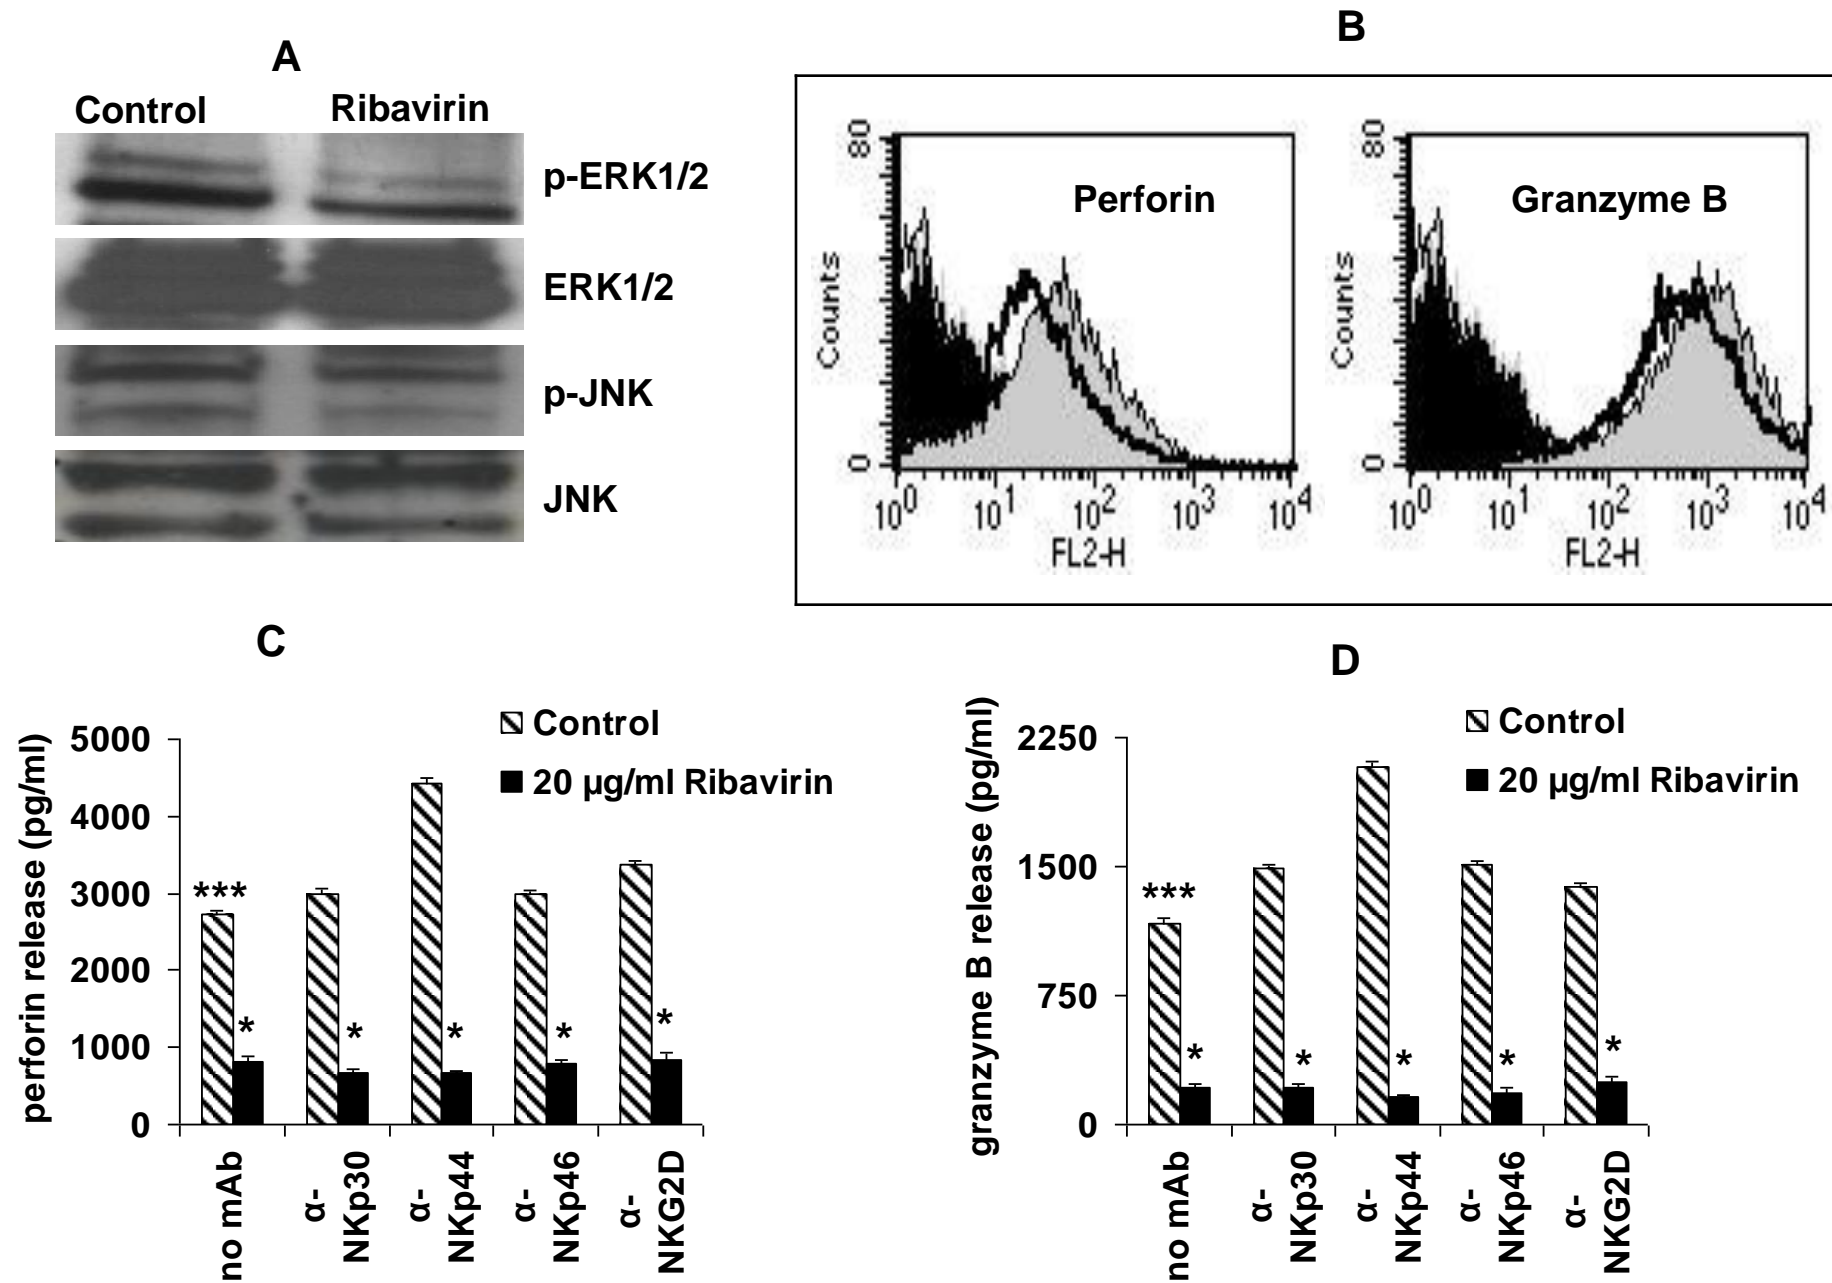 A
Control Ribavirin
p-ERK1/2
ERK1/2
p-JNK
JNK
B
Perforin
80
Counts
0
10^0 10^1 10^2 10^3 10^4
FL2-H
Granzyme B
80
Counts
0
10^0 10^1 10^2 10^3 10^4
FL2-H
C
Control
20 µg/ml Ribavirin
perforin release (pg/ml)
5000
4000
3000
2000
1000
0
***
* * * * *
no mAb
α-
NKp30
α-
NKp44
α-
NKp46
α-
NKG2D
D
Control
20 µg/ml Ribavirin
granzyme B release (pg/ml)
2250
1500
750
0
***
* * * * *
no mAb
α-
NKp30
α-
NKp44
α-
NKp46
α-
NKG2D